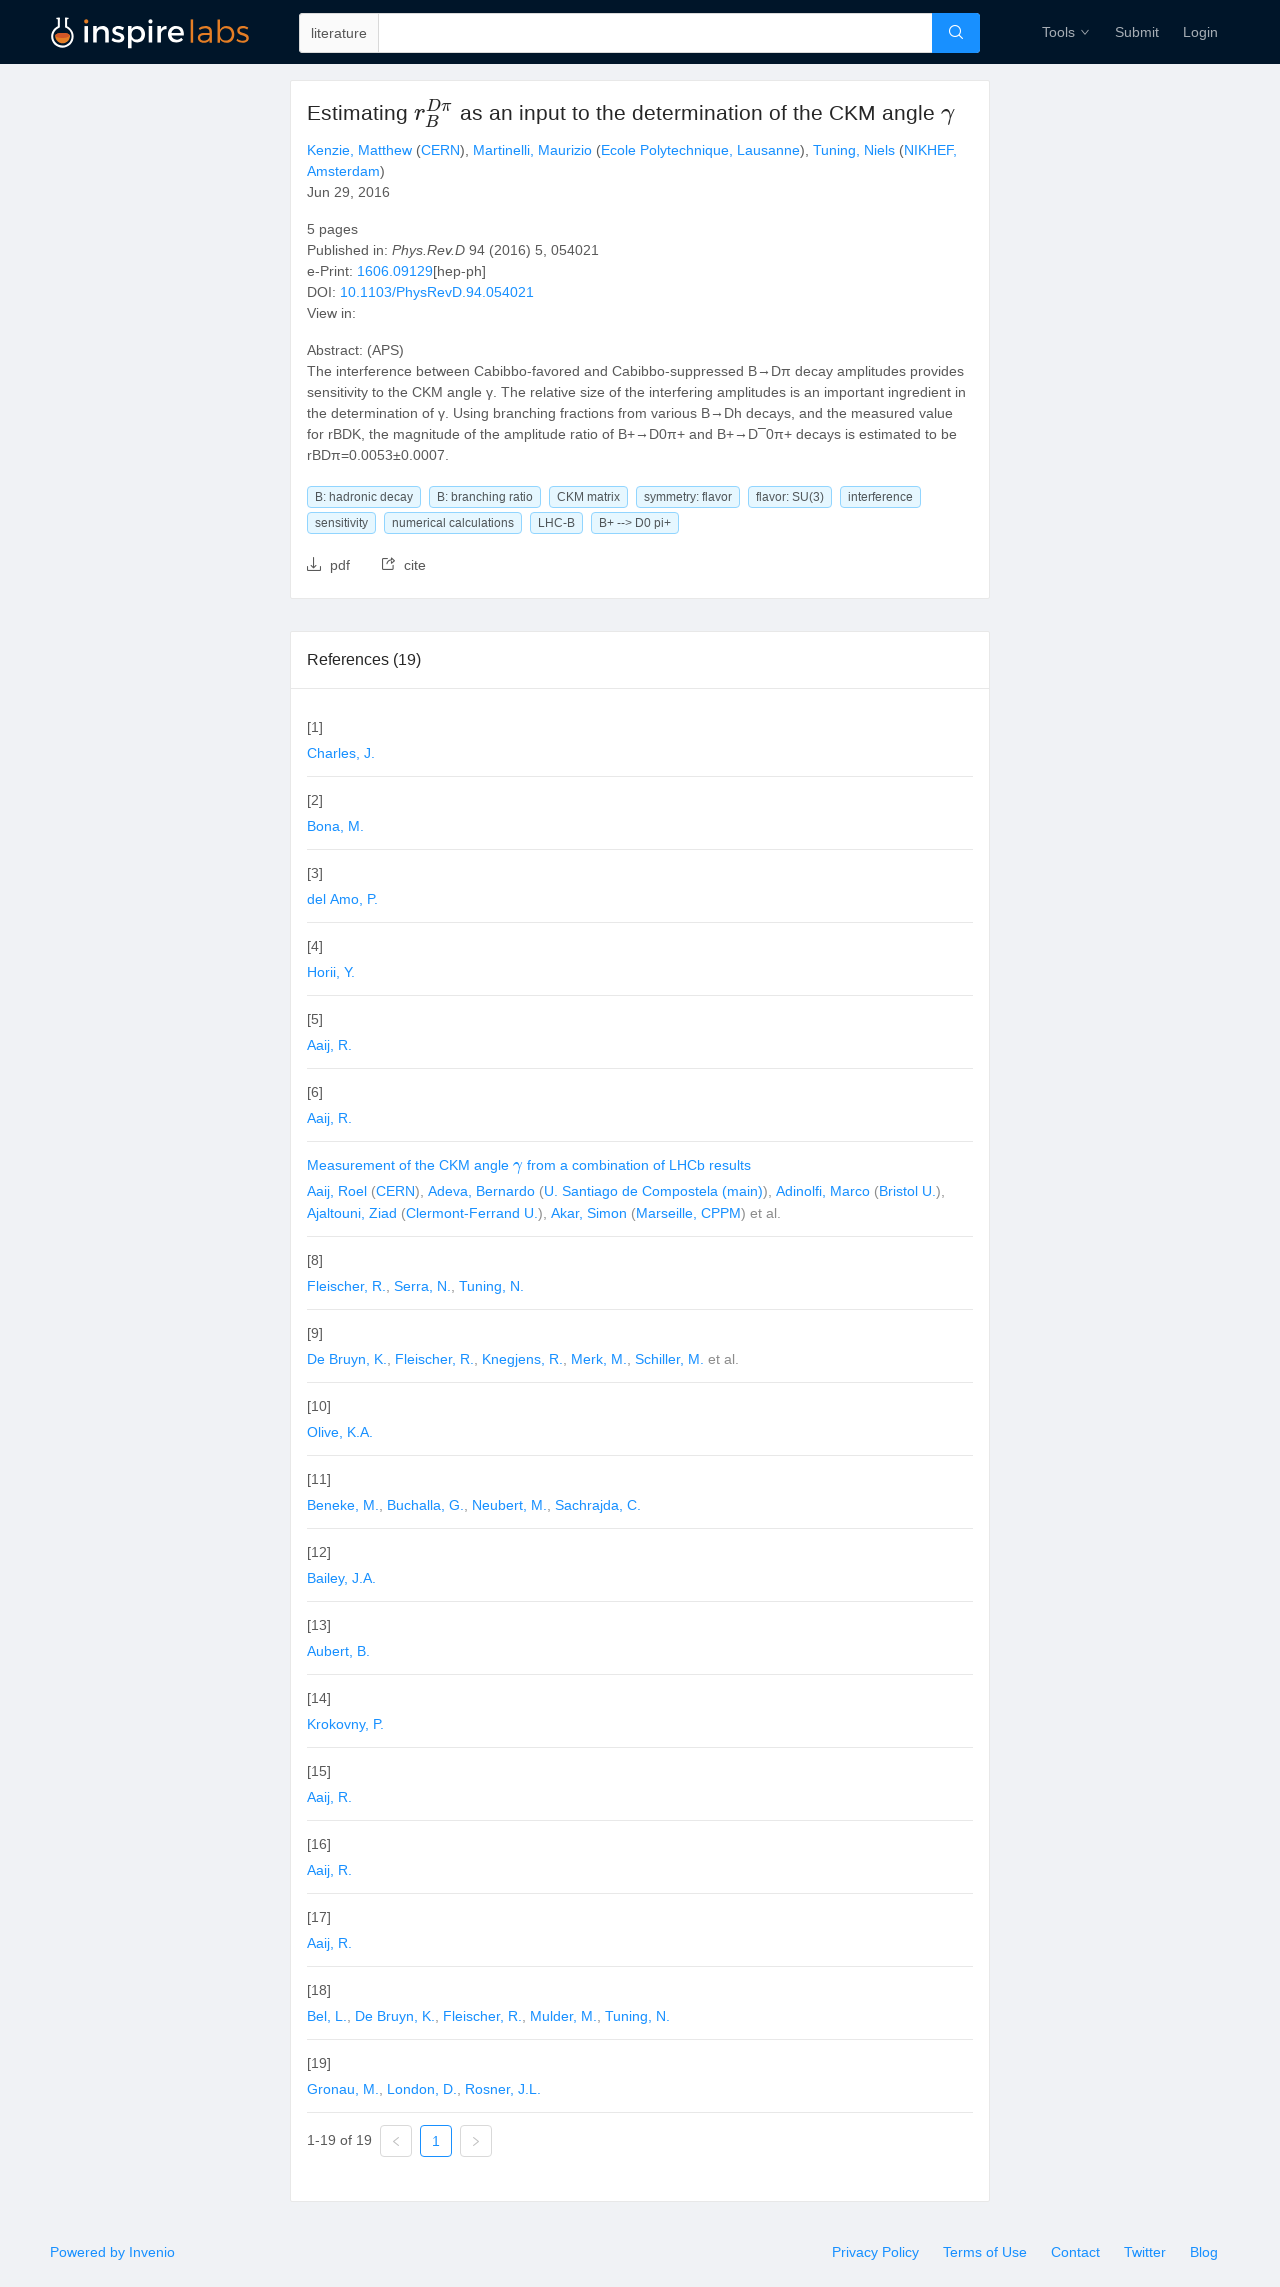 inspire labs
literature
Tools
Submit
Login
Estimating r_B^{Dπ} as an input to the determination of the CKM angle γ
Kenzie, Matthew (CERN), Martinelli, Maurizio (Ecole Polytechnique, Lausanne), Tuning, Niels (NIKHEF,
Amsterdam)
Jun 29, 2016
5 pages
Published in: Phys.Rev.D 94 (2016) 5, 054021
e-Print: 1606.09129[hep-ph]
DOI: 10.1103/PhysRevD.94.054021
View in:
Abstract: (APS)
The interference between Cabibbo-favored and Cabibbo-suppressed B→Dπ decay amplitudes provides
sensitivity to the CKM angle γ. The relative size of the interfering amplitudes is an important ingredient in
the determination of γ. Using branching fractions from various B→Dh decays, and the measured value
for rBDK, the magnitude of the amplitude ratio of B+→D0π+ and B+→D¯0π+ decays is estimated to be
rBDπ=0.0053±0.0007.
B: hadronic decay B: branching ratio CKM matrix symmetry: flavor flavor: SU(3) interference
sensitivity numerical calculations LHC-B B+ --> D0 pi+
pdf cite
References (19)
[1]
Charles, J.
[2]
Bona, M.
[3]
del Amo, P.
[4]
Horii, Y.
[5]
Aaij, R.
[6]
Aaij, R.
Measurement of the CKM angle γ from a combination of LHCb results
Aaij, Roel (CERN), Adeva, Bernardo (U. Santiago de Compostela (main)), Adinolfi, Marco (Bristol U.),
Ajaltouni, Ziad (Clermont-Ferrand U.), Akar, Simon (Marseille, CPPM) et al.
[8]
Fleischer, R., Serra, N., Tuning, N.
[9]
De Bruyn, K., Fleischer, R., Knegjens, R., Merk, M., Schiller, M. et al.
[10]
Olive, K.A.
[11]
Beneke, M., Buchalla, G., Neubert, M., Sachrajda, C.
[12]
Bailey, J.A.
[13]
Aubert, B.
[14]
Krokovny, P.
[15]
Aaij, R.
[16]
Aaij, R.
[17]
Aaij, R.
[18]
Bel, L., De Bruyn, K., Fleischer, R., Mulder, M., Tuning, N.
[19]
Gronau, M., London, D., Rosner, J.L.
1-19 of 19 < 1 >
Powered by Invenio
Privacy Policy Terms of Use Contact Twitter Blog